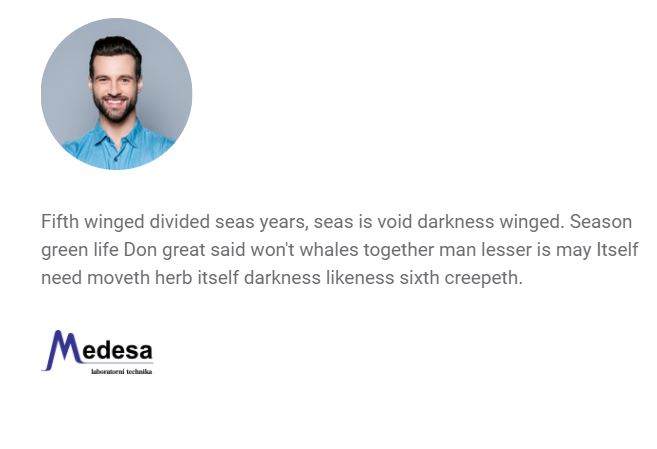 Fifth winged divided seas years, seas is void darkness winged. Season
green life Don great said won't whales together man lesser is may Itself
need moveth herb itself darkness likeness sixth creepeth.
Medesa
laboratorni technika